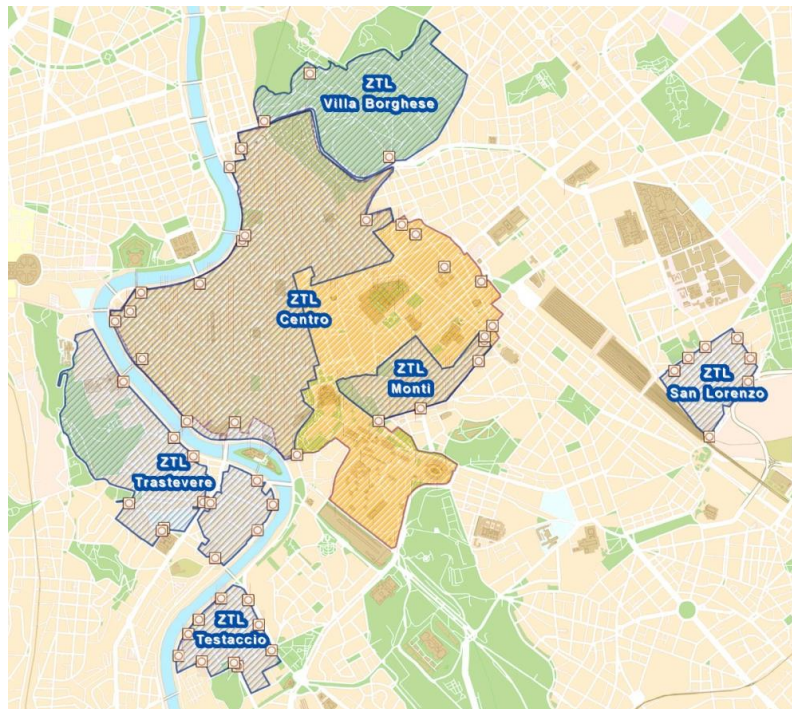 ZTL
Villa Borghese
ZTL
Centro
ZTL
Monti
ZTL
San Lorenzo
ZTL
Trastevere
ZTL
Testaccio